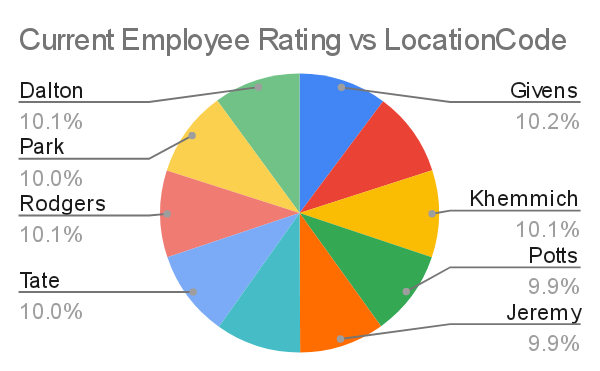 Current Employee Rating vs LocationCode
Dalton
10.1%
Park
10.0%
Rodgers
10.1%
Tate
10.0%
Givens
10.2%
Khemmich
10.1%
Potts
9.9%
Jeremy
9.9%